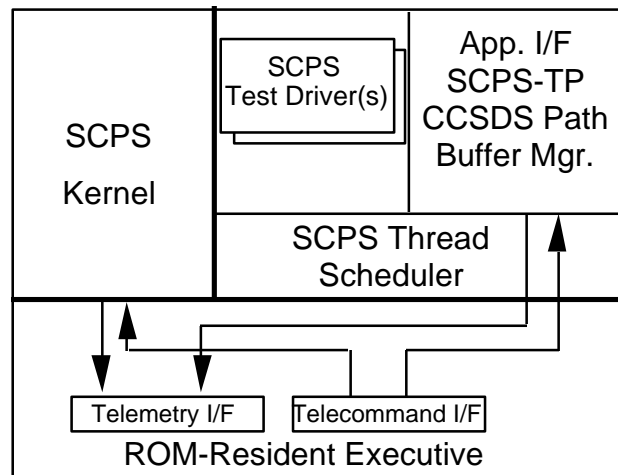 SCPS
Kernel
SCPS
Test Driver(s)
App. I/F
SCPS-TP
CCSDS Path
Buffer Mgr.
SCPS Thread
Scheduler
Telemetry I/F
Telecommand I/F
ROM-Resident Executive